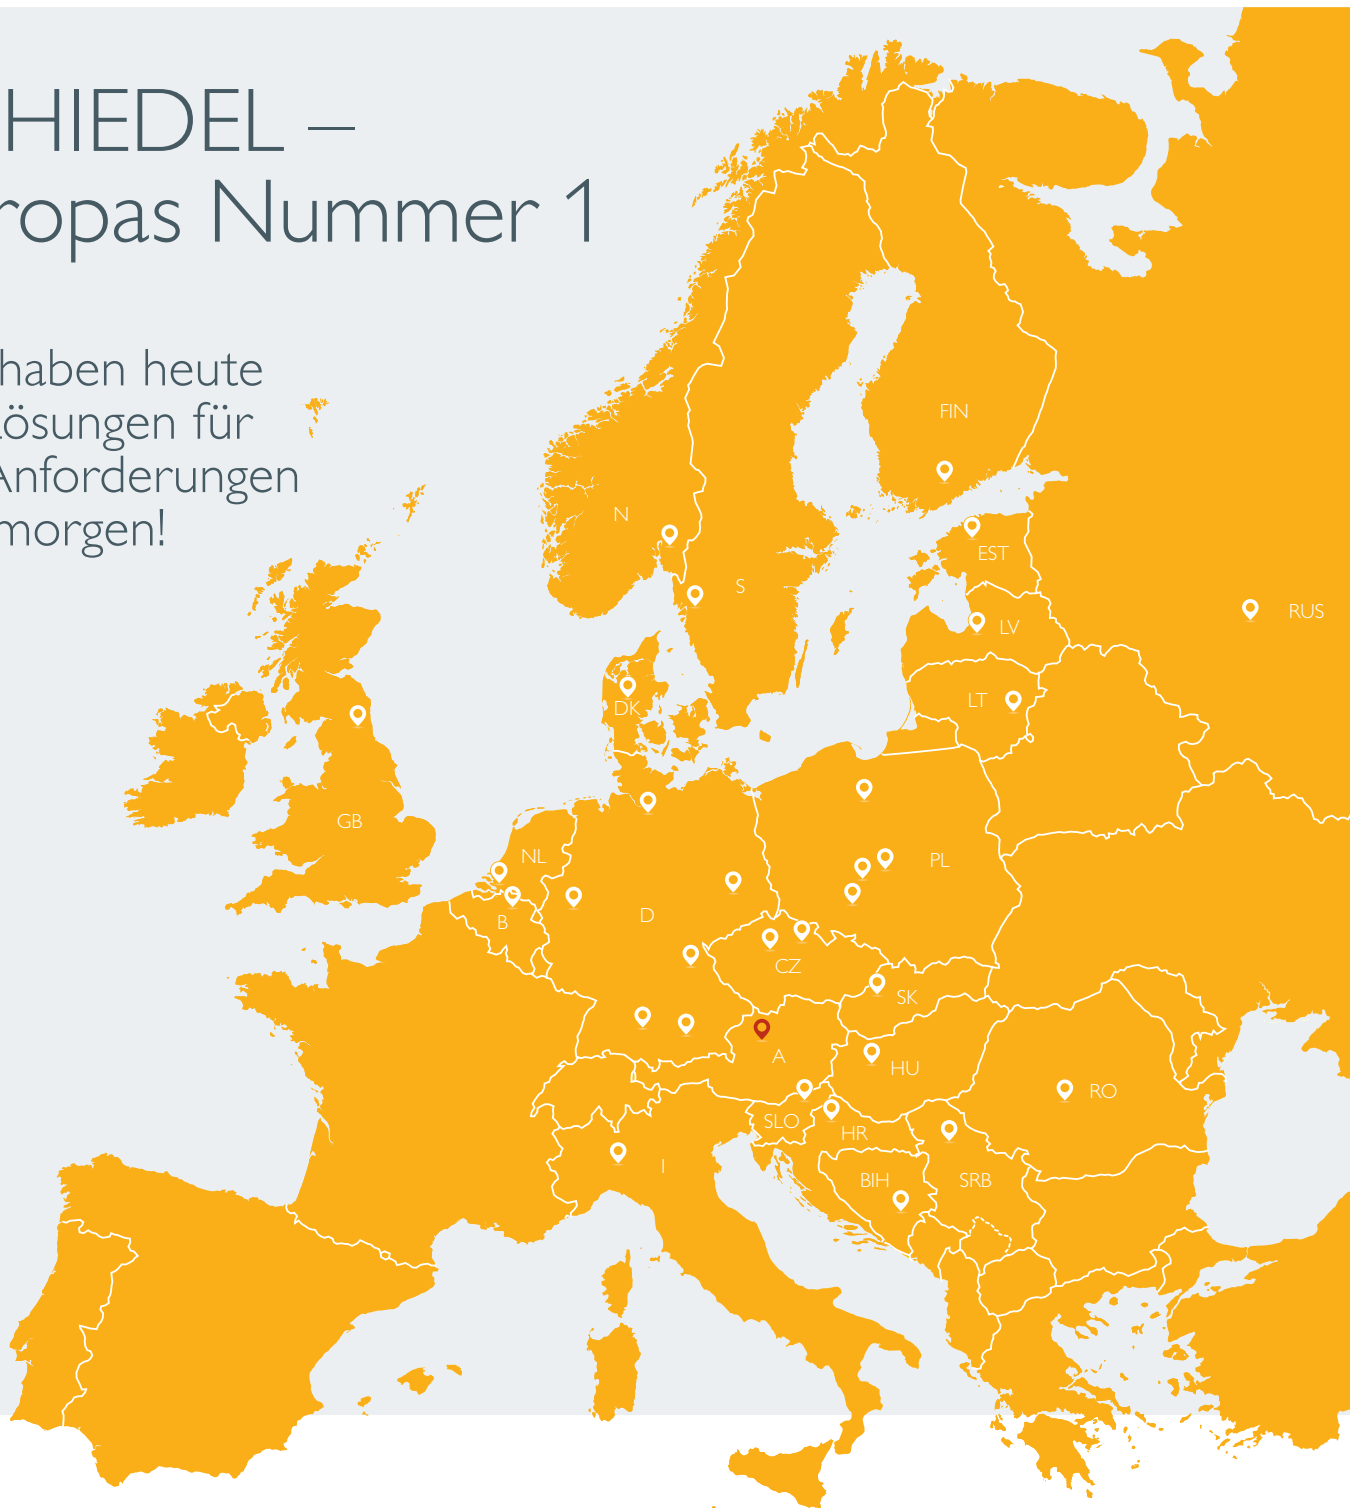 HIEDEL –
ropas Nummer 1
haben heute
Lösungen für
Anforderungen
morgen!
FIN
N
EST
S
RUS
LV
LT
DK
GB
NL
PL
D
B
CZ
SK
A
HU
RO
SLO
HR
I
BIH
SRB